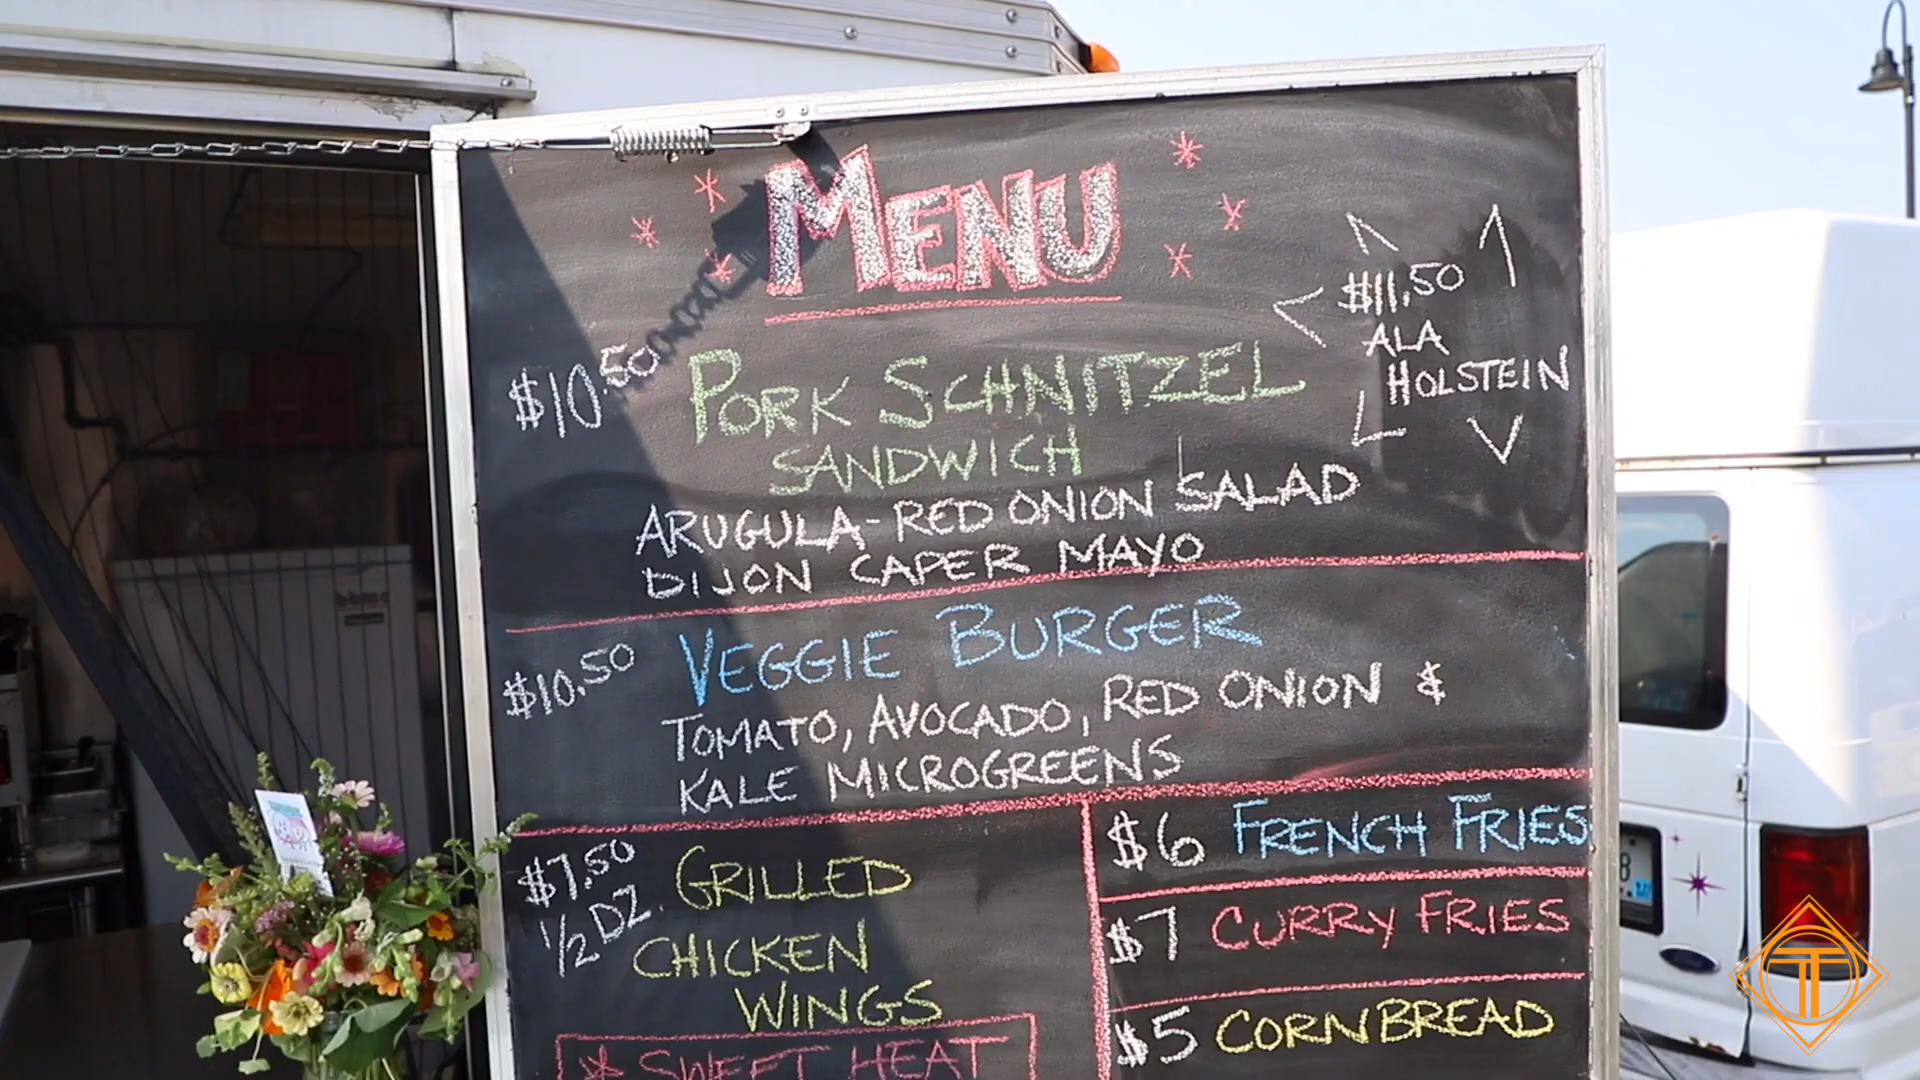 MENU
$11.50
ALA
HOLSTEIN
$10.50 PORK SCHNITZEL
SANDWICH
ARUGULA-RED ONION SALAD
DIJON CAPER MAYO
$10.50 VEGGIE BURGER
TOMATO, AVOCADO, RED ONION &
KALE MICROGREENS
$7.50
1/2 DZ. GRILLED
CHICKEN
WINGS
* SWEET HEAT
$6 FRENCH FRIES
$7 CURRY FRIES
$5 CORNBREAD